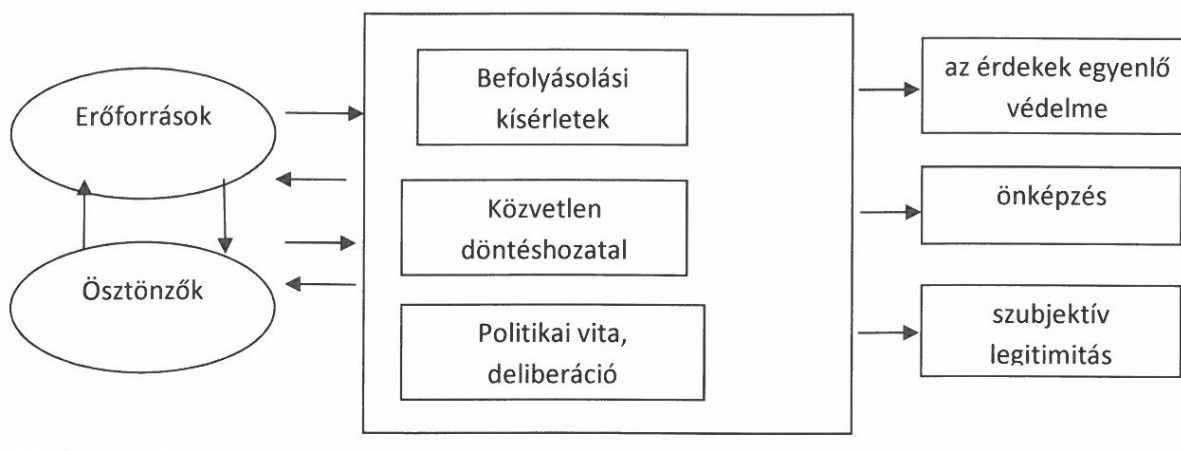 Erőforrások
Ösztönzők
Befolyásolási
kísérletek
Közvetlen
döntéshozatal
Politikai vita,
deliberáció
az érdekek egyenlő
védelme
önképzés
szubjektív
legitimitás